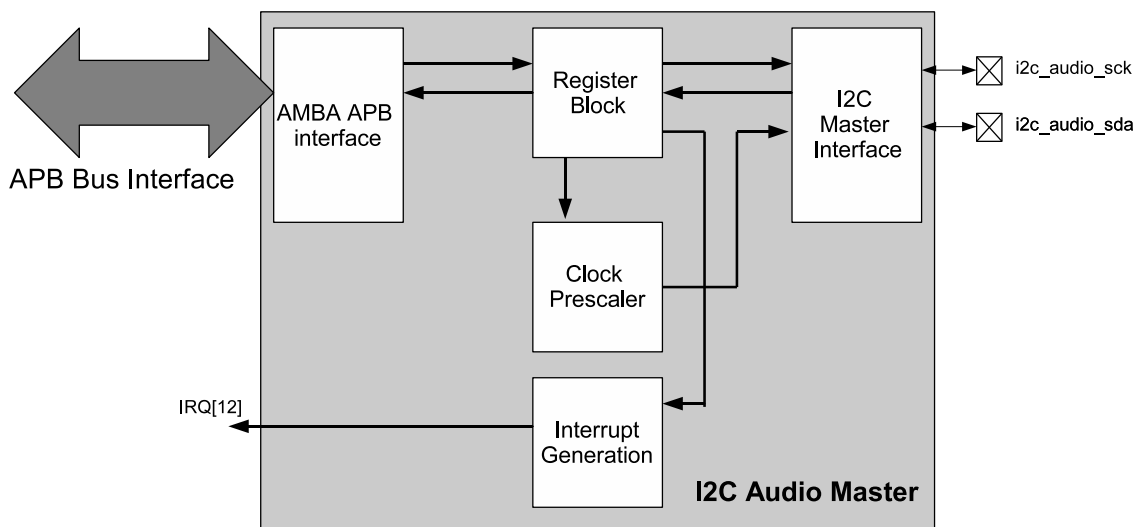 AMBA APB
interface
Register
Block
I2C
Master
Interface
i2c_audio_sck
i2c_audio_sda
APB Bus Interface
Clock
Prescaler
IRQ[12]
Interrupt
Generation
I2C Audio Master